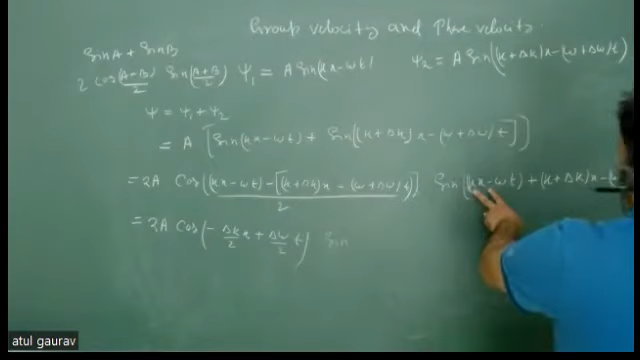 Group velocity and Phase velocity.
Sin A + Sin B
2 cos(A-B)/2 Sin(A+B)/2
Ψ₁ = A Sin(kx-ωt)
Ψ₂ = A Sin((k+Δk)x-(ω+Δω)t)
Ψ = Ψ₁+Ψ₂
= A [Sin(kx-ωt) + Sin((k+Δk)x-(ω+Δω)t)]
= 2A Cos((kx-ωt)-[(k+Δk)x-(ω+Δω)t])/2 Sin[(kx-ωt)+(k+Δk)x-(
= 2A Cos(-Δk/2 x+Δω/2 t) Sin
atul gaurav